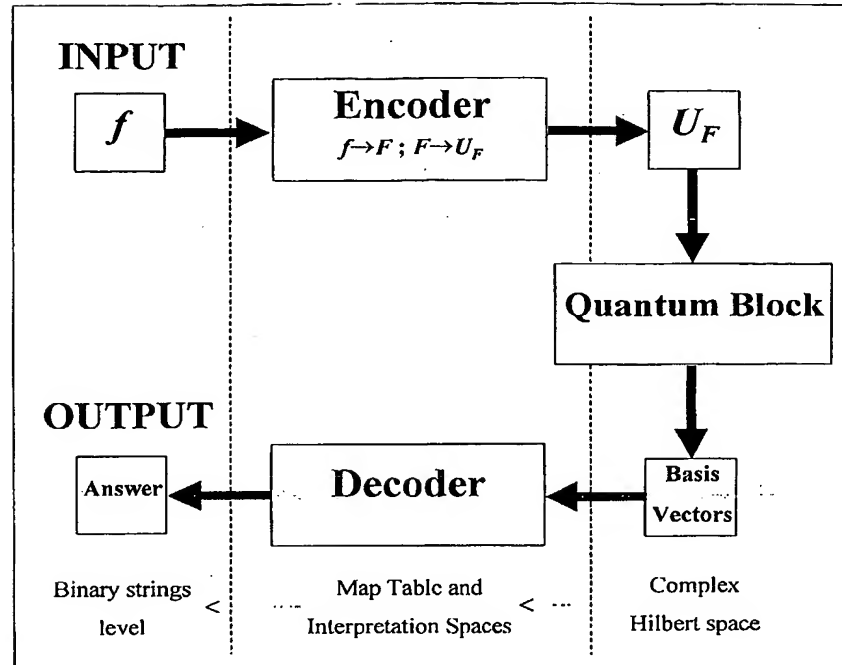 INPUT
f
Encoder
f→F ; F→U_F
U_F
Quantum Block
OUTPUT
Answer
Decoder
Basis
Vectors
Binary strings
level
<
Map Table and
Interpretation Spaces
<
Complex
Hilbert space